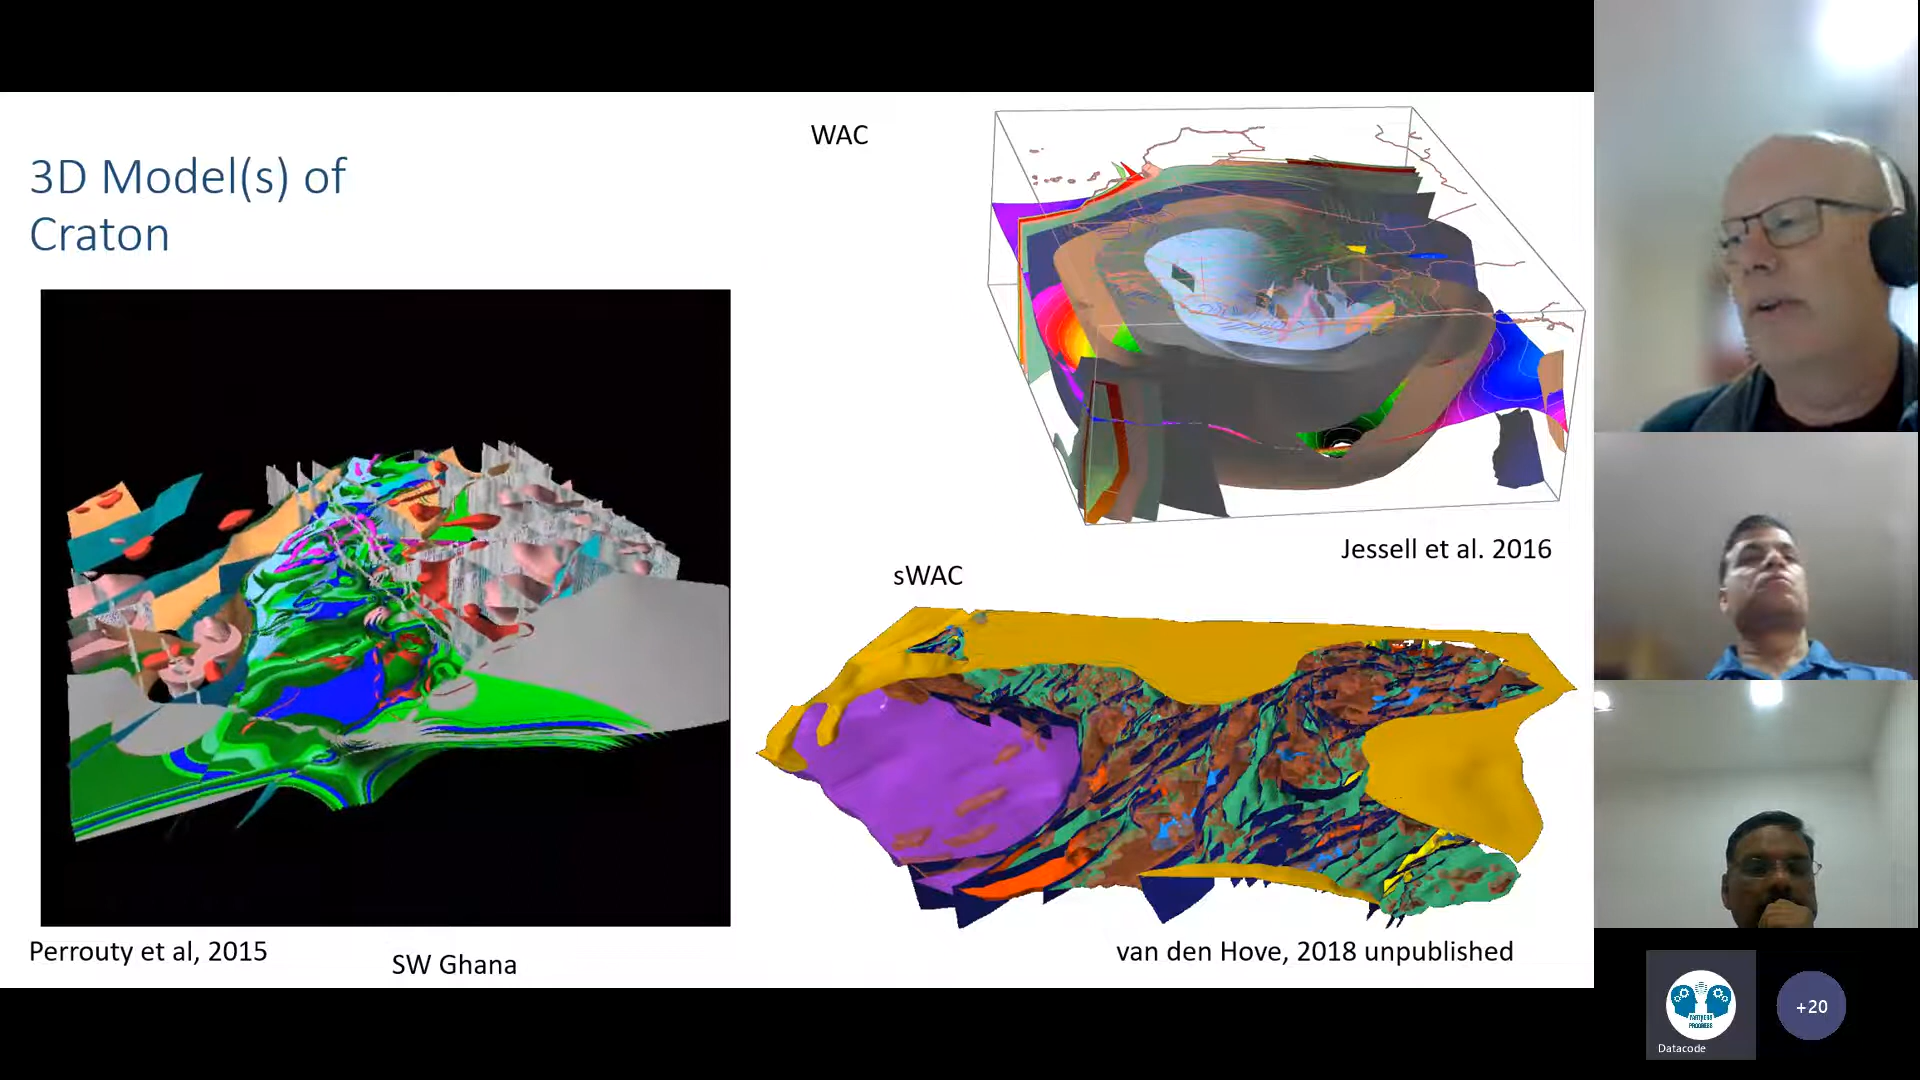 3D Model(s) of
Craton
WAC
Jessell et al. 2016
sWAC
Perrouty et al, 2015
SW Ghana
van den Hove, 2018 unpublished
PROGRESS
Datacode
+20